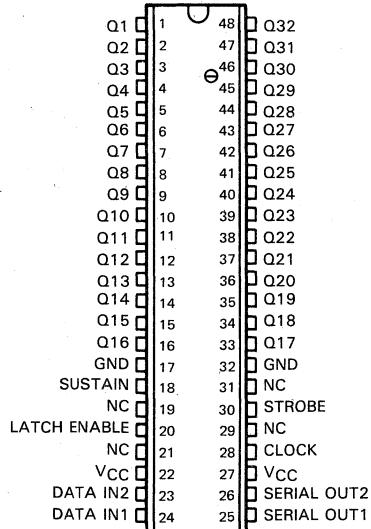 Q1 1 48 Q32
Q2 2 47 Q31
Q3 3 46 Q30
Q4 4 45 Q29
Q5 5 44 Q28
Q6 6 43 Q27
Q7 7 42 Q26
Q8 8 41 Q25
Q9 9 40 Q24
Q10 10 39 Q23
Q11 11 38 Q22
Q12 12 37 Q21
Q13 13 36 Q20
Q14 14 35 Q19
Q15 15 34 Q18
Q16 16 33 Q17
GND 17 32 GND
SUSTAIN 18 31 NC
NC 19 30 STROBE
LATCH ENABLE 20 29 NC
NC 21 28 CLOCK
VCC 22 27 VCC
DATA IN2 23 26 SERIAL OUT2
DATA IN1 24 25 SERIAL OUT1